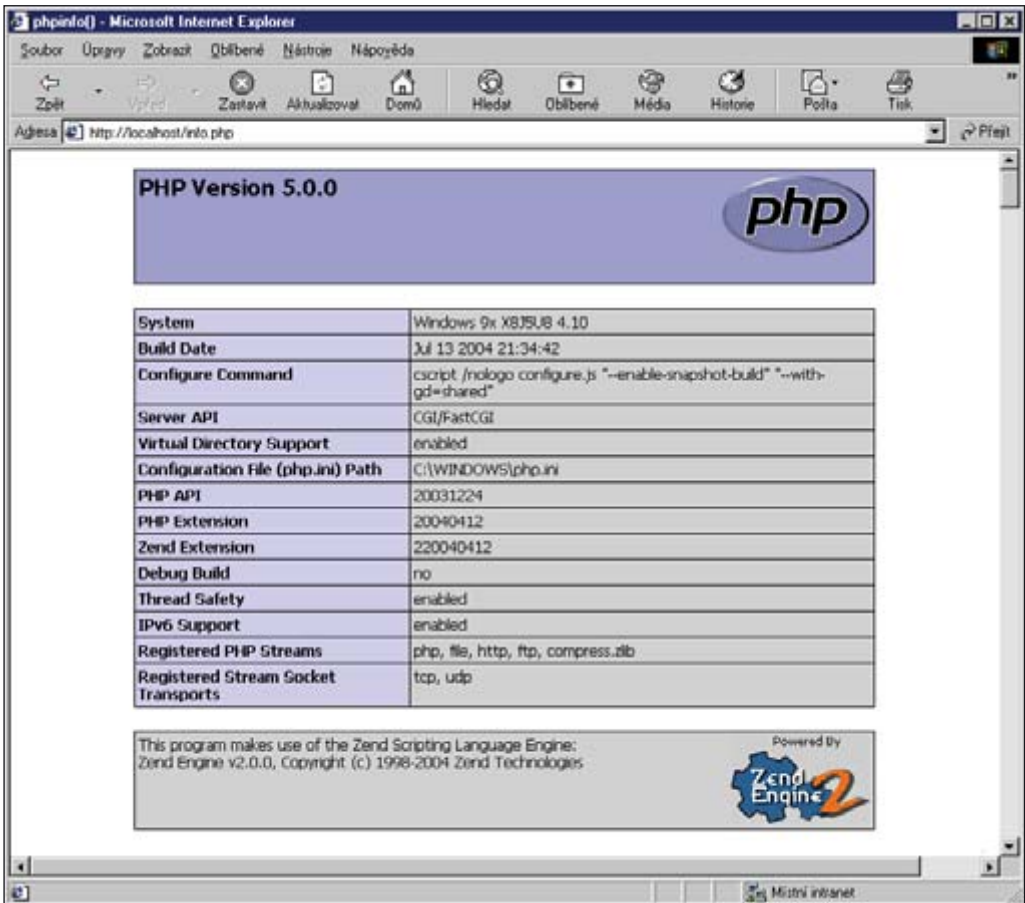 phpinfo() - Microsoft Internet Explorer
Soubor Úpravy Zobrazit Oblíbené Nástroje Nápověda
Zpět Vpřed Zastavit Aktualizovat Domů Hledat Oblíbené Média Historie Pošta Tisk
Adresa http://localhost/info.php Přejít
PHP Version 5.0.0
php
System Windows 9x X8J5U8 4.10
Build Date Jul 13 2004 21:34:42
Configure Command cscript /nologo configure.js "--enable-snapshot-build" "--with-
gd=shared"
Server API CGI/FastCGI
Virtual Directory Support enabled
Configuration File (php.ini) Path C:\WINDOWS\php.ini
PHP API 20031224
PHP Extension 20040412
Zend Extension 220040412
Debug Build no
Thread Safety enabled
IPv6 Support enabled
Registered PHP Streams php, file, http, ftp, compress.zlib
Registered Stream Socket tcp, udp
Transports
This program makes use of the Zend Scripting Language Engine:
Zend Engine v2.0.0, Copyright (c) 1998-2004 Zend Technologies
Powered By
Zend
Engine 2
Místní intranet